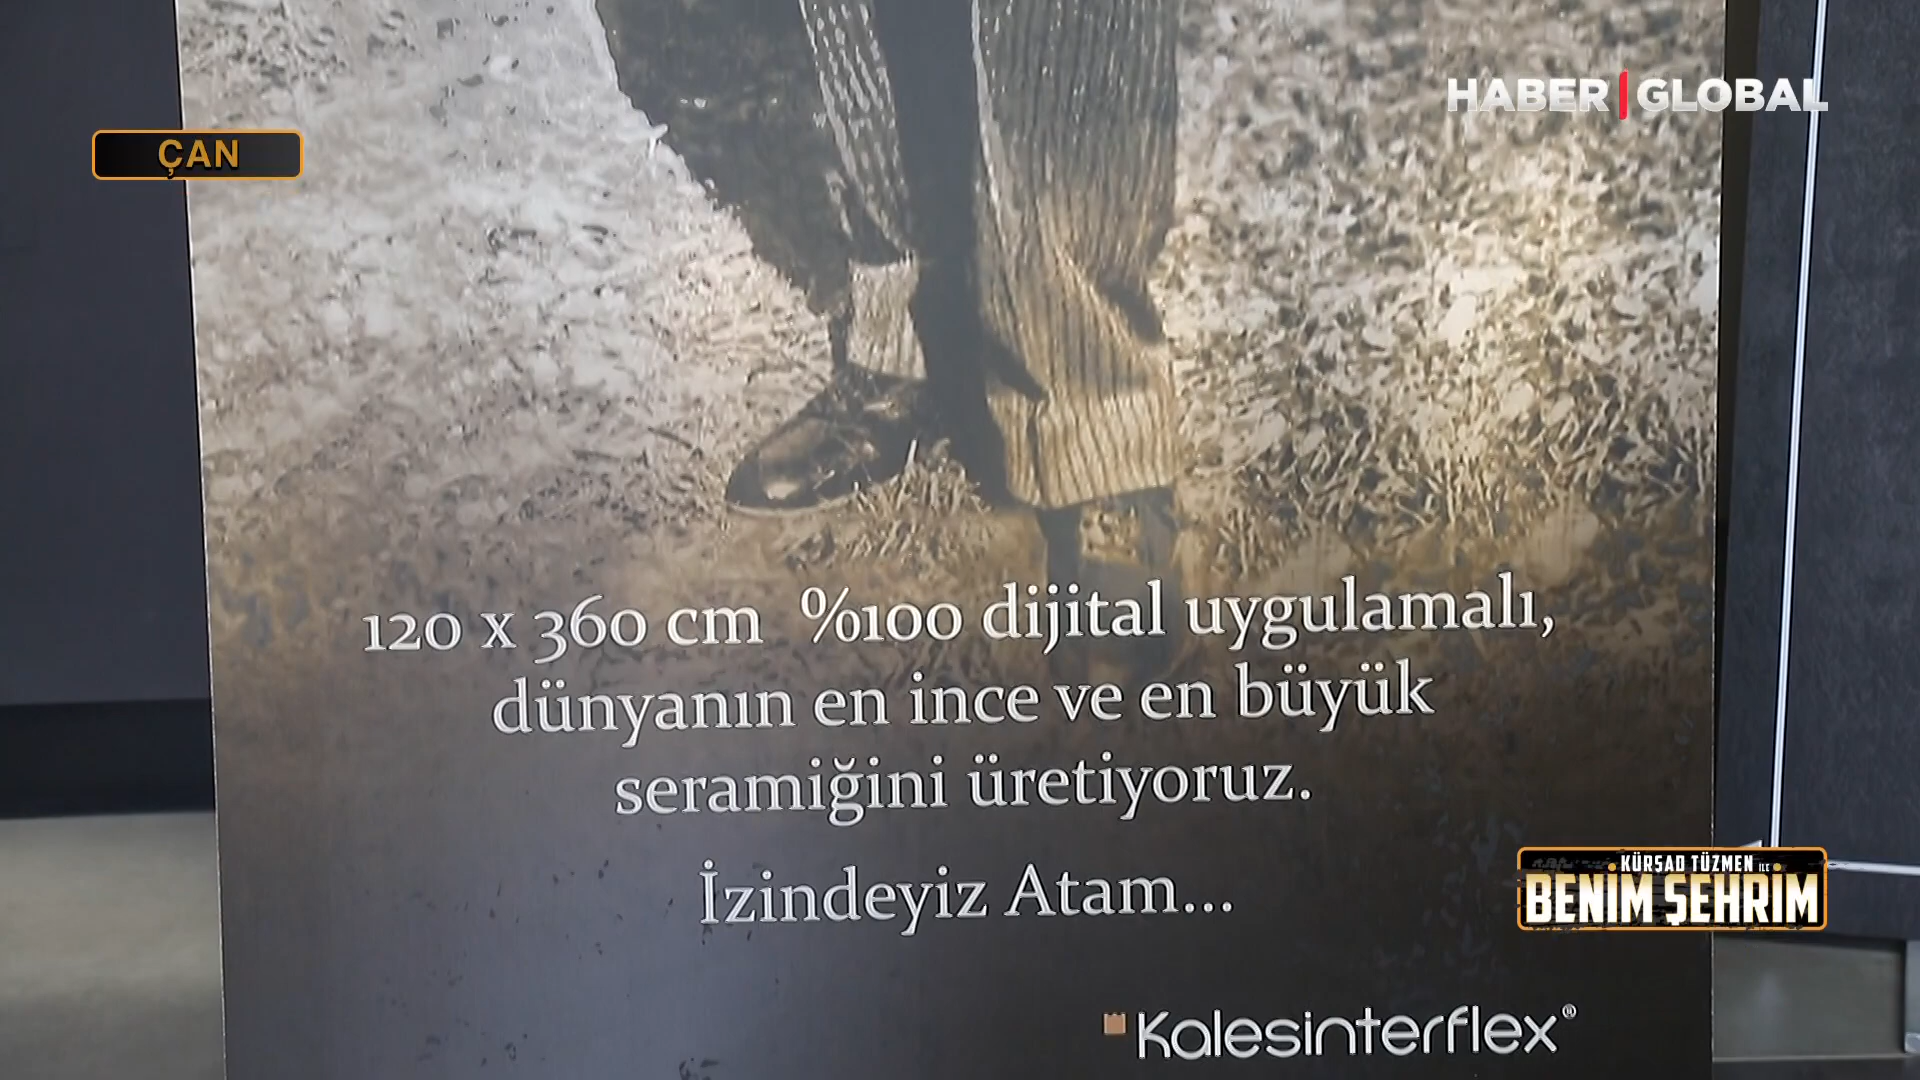 HABER GLOBAL
ÇAN
120 x 360 cm %100 dijital uygulamalı,
dünyanın en ince ve en büyük
seramiğini üretiyoruz.
İzindeyiz Atam...
KÜRŞAD TÜZMEN İLE
BENİM ŞEHRİM
Kalesinterflex®